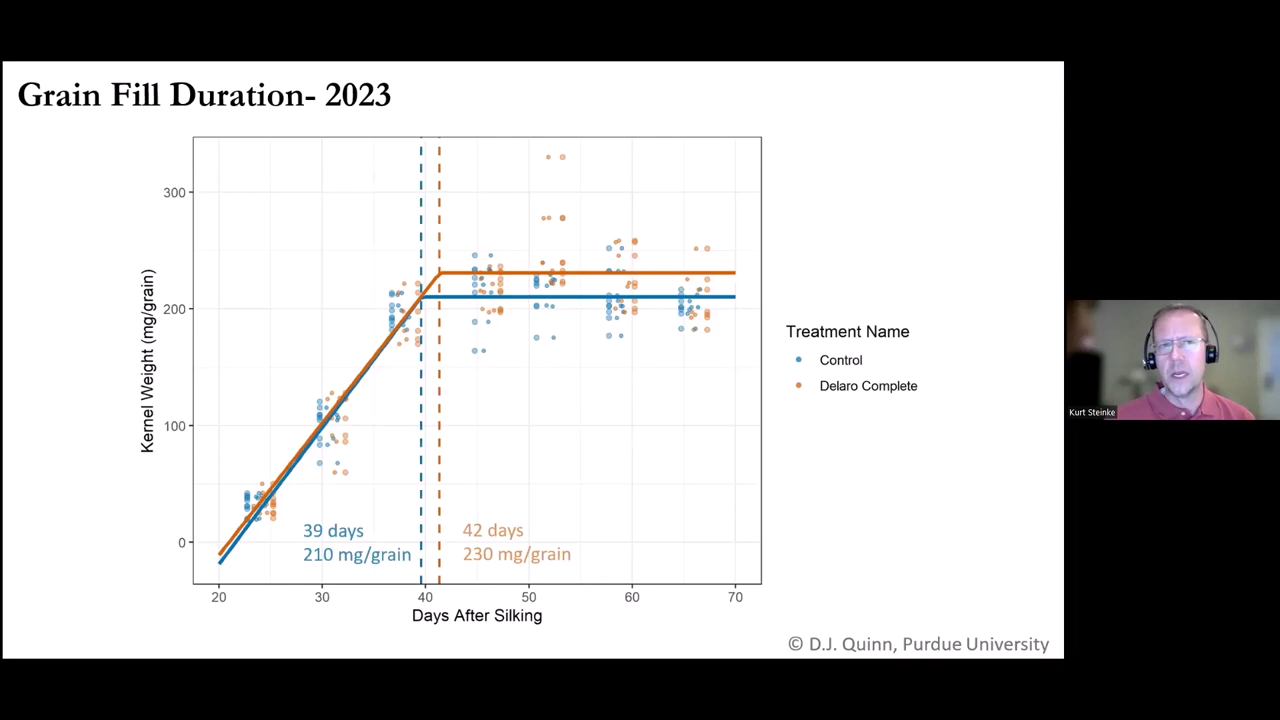 Grain Fill Duration- 2023
300
200
100
0
Kernel Weight (mg/grain)
39 days
210 mg/grain
42 days
230 mg/grain
20 30 40 50 60 70
Days After Silking
Treatment Name
Control
Delaro Complete
© D.J. Quinn, Purdue University
Kurt Steinke